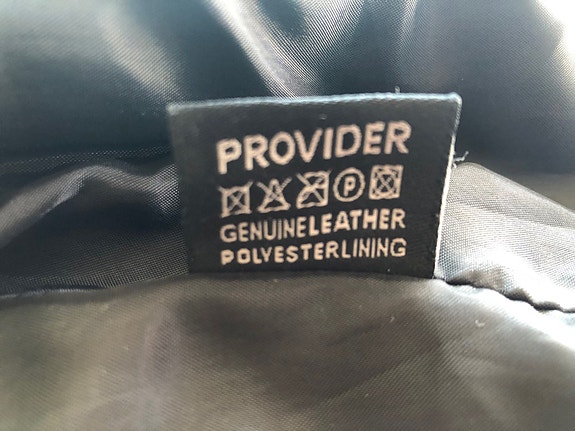 PROVIDER
P
GENUINELEATHER
POLYESTERLINING